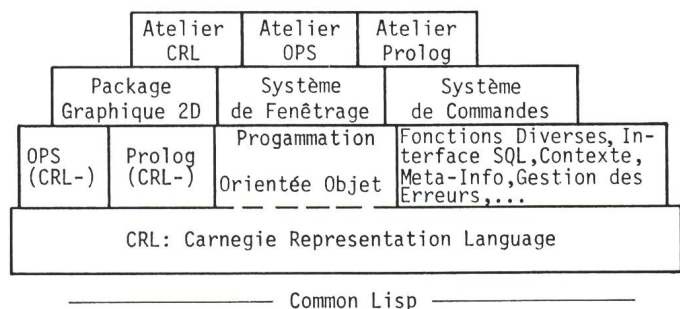 Atelier
CRL
Atelier
OPS
Atelier
Prolog
Package
Graphique 2D
Système
de Fenêtrage
Système
de Commandes
OPS
(CRL-)
Prolog
(CRL-)
Progammation
Orientée Objet
Fonctions Diverses, In-
terface SQL,Contexte,
Meta-Info,Gestion des
Erreurs,...
CRL: Carnegie Representation Language
Common Lisp